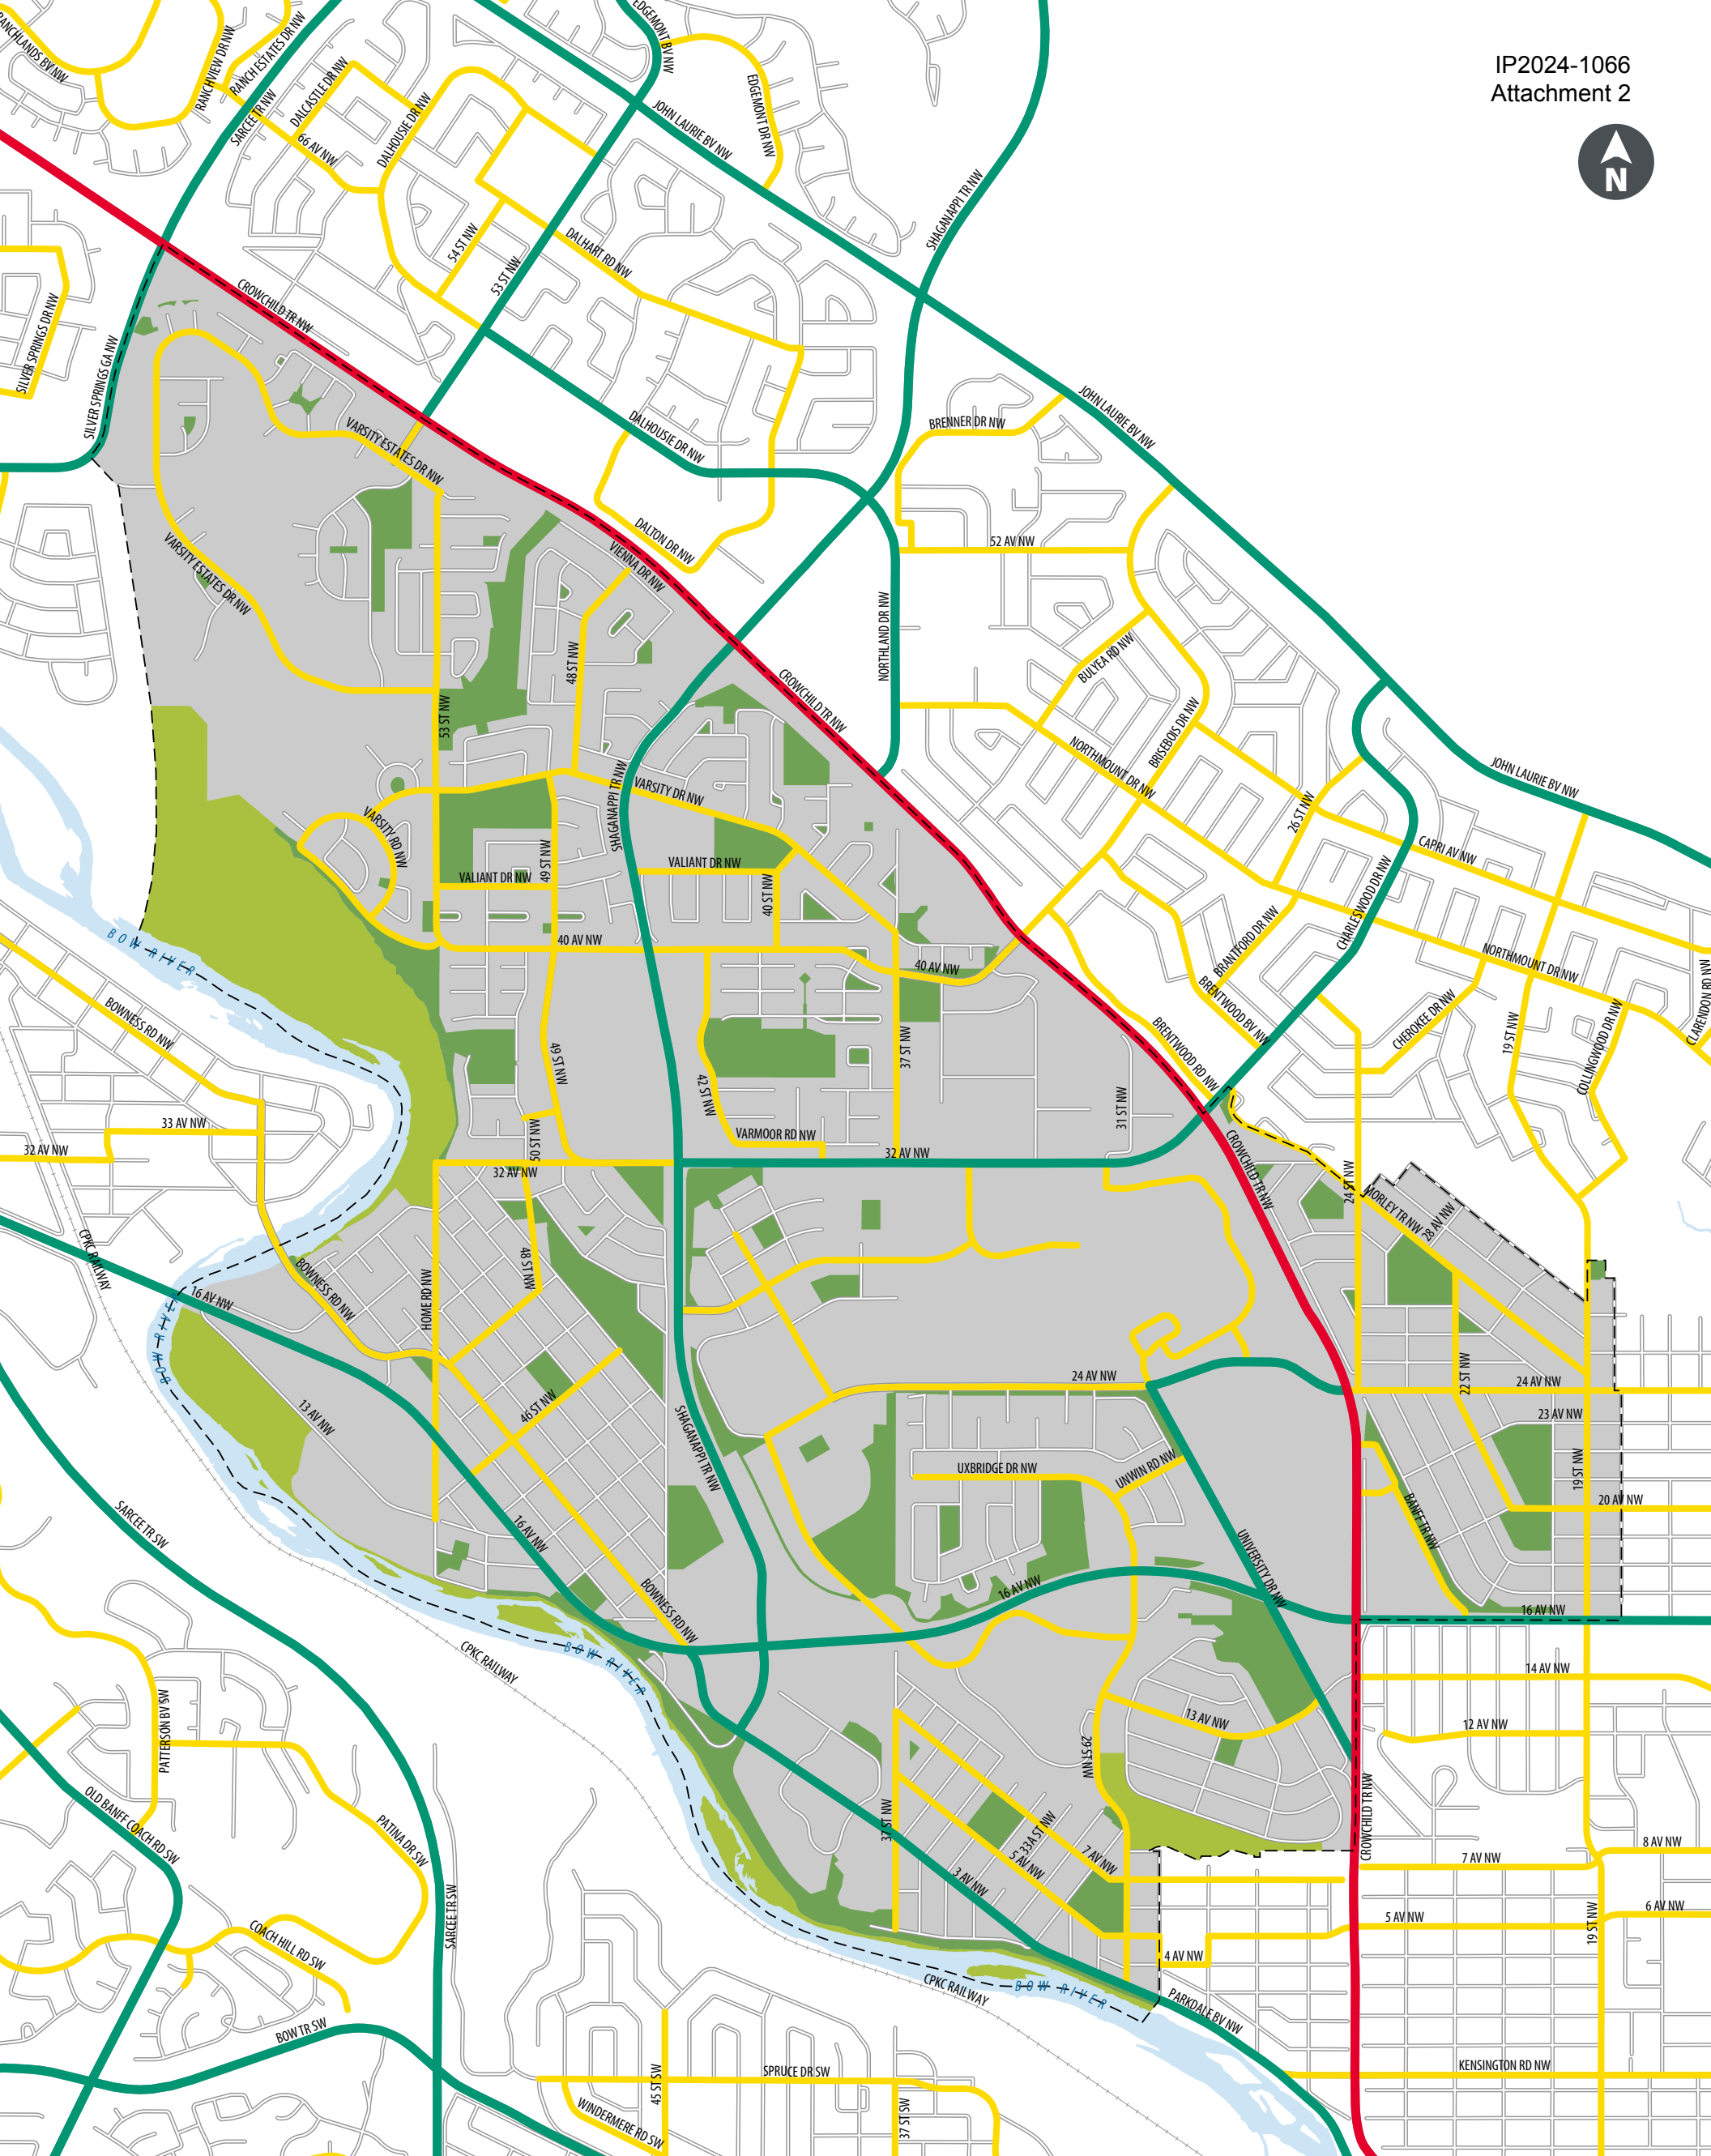 IP2024-1066
Attachment 2
N
RANCHLANDS BV NW
RANCHVIEW DR NW
RANCH ESTATES DR NW
SARCEE TR NW
DALCASTLE DR NW
66 AV NW
DALHOUSIE DR NW
EDGEMONT BV NW
EDGEMONT DR NW
JOHN LAURIE BV NW
SHAGANAPPI TR NW
54 ST NW
53 ST NW
DALHART RD NW
SILVER SPRINGS DR NW
SILVER SPRINGS GA NW
CROWCHILD TR NW
VARSITY ESTATES DR NW
DALHOUSIE DR NW
BRENNER DR NW
JOHN LAURIE BV NW
DALTON DR NW
52 AV NW
VARSITY ESTATES DR NW
VIENNA DR NW
NORTHLAND DR NW
48 ST NW
BULYEA RD NW
53 ST NW
CROWCHILD TR NW
BRISEBOIS DR NW
NORTHMOUNT DR NW
JOHN LAURIE BV NW
SHAGANAPPI TR NW
VARSITY DR NW
26 ST NW
VARSITY RD NW
CAPRI AV NW
VALIANT DR NW
49 ST NW
VALIANT DR NW
40 ST NW
CHARLESWOOD DR NW
BRANTFORD DR NW
40 AV NW
40 AV NW
NORTHMOUNT DR NW
BOW RIVER
BRENTWOOD BV NW
CLARENDON RD NW
BOWNESS RD NW
CHEROKEE DR NW
19 ST NW
COLLINGWOOD DR NW
BRENTWOOD RD NW
49 ST NW
42 ST NW
37 ST NW
31 ST NW
33 AV NW
32 AV NW
50 ST NW
VARMOOR RD NW
32 AV NW
32 AV NW
CROWCHILD TR NW
24 ST NW
MORLEY TR NW
28 AV NW
CPKC RAILWAY
BOWNESS RD NW
48 ST NW
HOME RD NW
16 AV NW
BOW RIVER
24 AV NW
22 ST NW
24 AV NW
23 AV NW
13 AV NW
46 ST NW
SHAGANAPPI TR NW
UXBRIDGE DR NW
UNWIN RD NW
19 ST NW
20 AV NW
BANFF TR NW
SARCEE TR SW
16 AV NW
UNIVERSITY DR NW
16 AV NW
BOWNESS RD NW
16 AV NW
CPKC RAILWAY
BOW RIVER
14 AV NW
PATTERSON BV SW
13 AV NW
12 AV NW
29 ST NW
OLD BANFF COACH RD SW
PATINA DR SW
37 ST NW
33A ST NW
7 AV NW
5 AV NW
3 AV NW
CROWCHILD TR NW
8 AV NW
7 AV NW
6 AV NW
5 AV NW
19 ST NW
SARCEE TR SW
COACH HILL RD SW
4 AV NW
CPKC RAILWAY
BOW RIVER
PARKDALE BV NW
BOW TR SW
KENSINGTON RD NW
45 ST SW
SPRUCE DR SW
WINDERMERE RD SW
37 ST SW